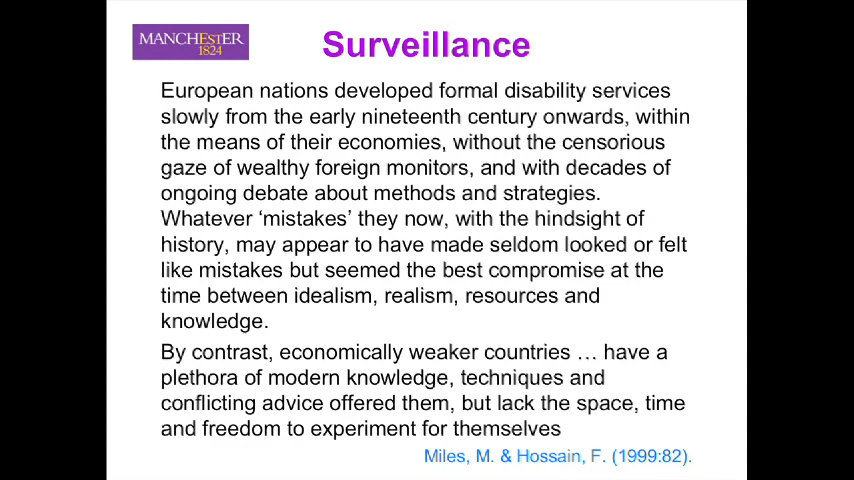 MANCHESTER
1824
Surveillance
European nations developed formal disability services
slowly from the early nineteenth century onwards, within
the means of their economies, without the censorious
gaze of wealthy foreign monitors, and with decades of
ongoing debate about methods and strategies.
Whatever ‘mistakes’ they now, with the hindsight of
history, may appear to have made seldom looked or felt
like mistakes but seemed the best compromise at the
time between idealism, realism, resources and
knowledge.
By contrast, economically weaker countries … have a
plethora of modern knowledge, techniques and
conflicting advice offered them, but lack the space, time
and freedom to experiment for themselves
Miles, M. & Hossain, F. (1999:82).